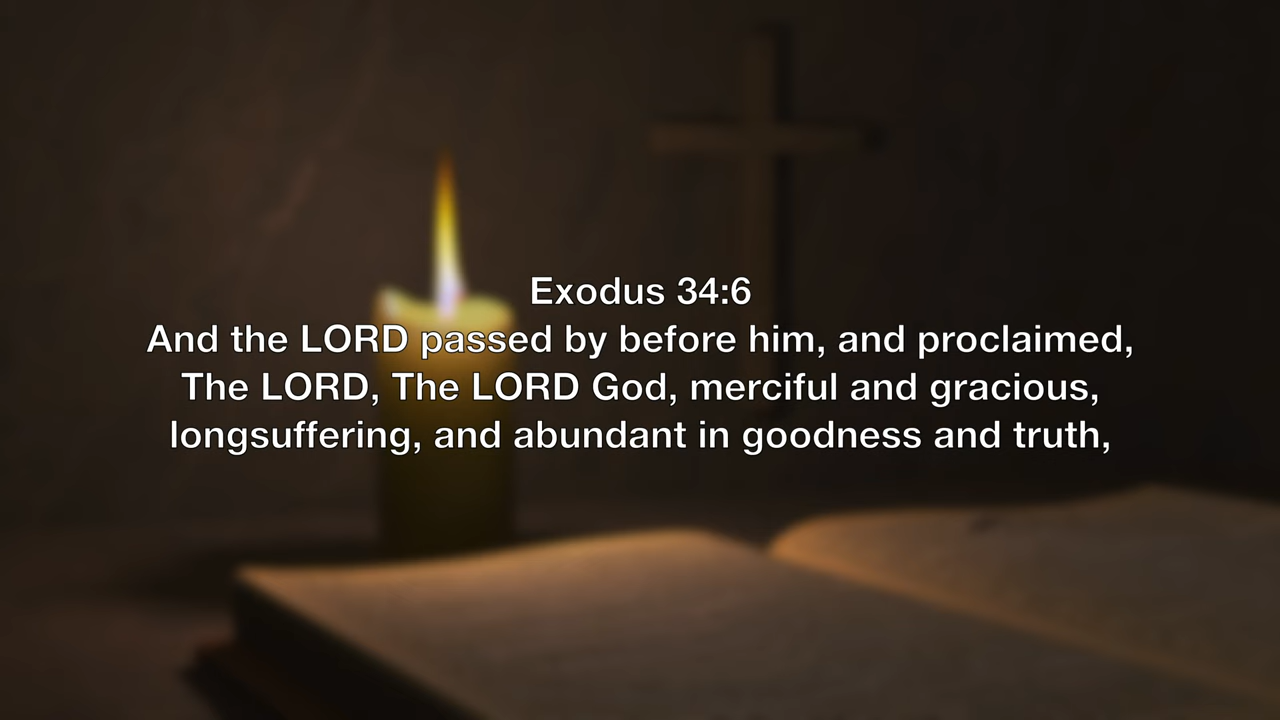 Exodus 34:6
And the LORD passed by before him, and proclaimed,
The LORD, The LORD God, merciful and gracious,
longsuffering, and abundant in goodness and truth,